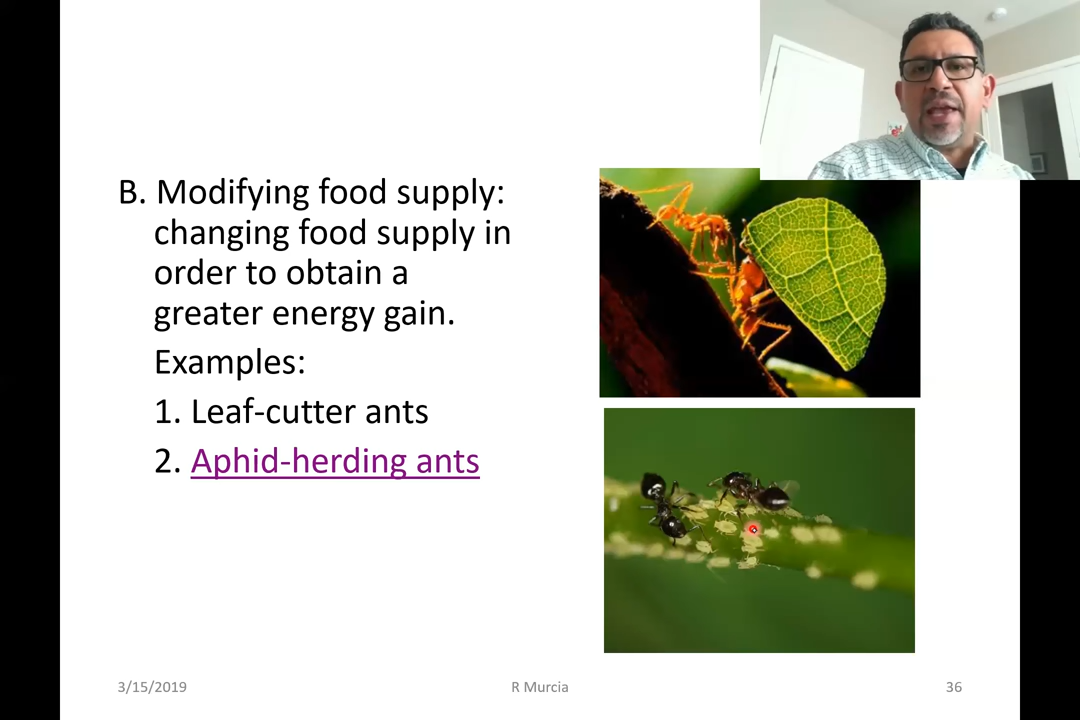 B. Modifying food supply:
changing food supply in
order to obtain a
greater energy gain.
Examples:
1. Leaf-cutter ants
2. Aphid-herding ants
3/15/2019
R Murcia
36